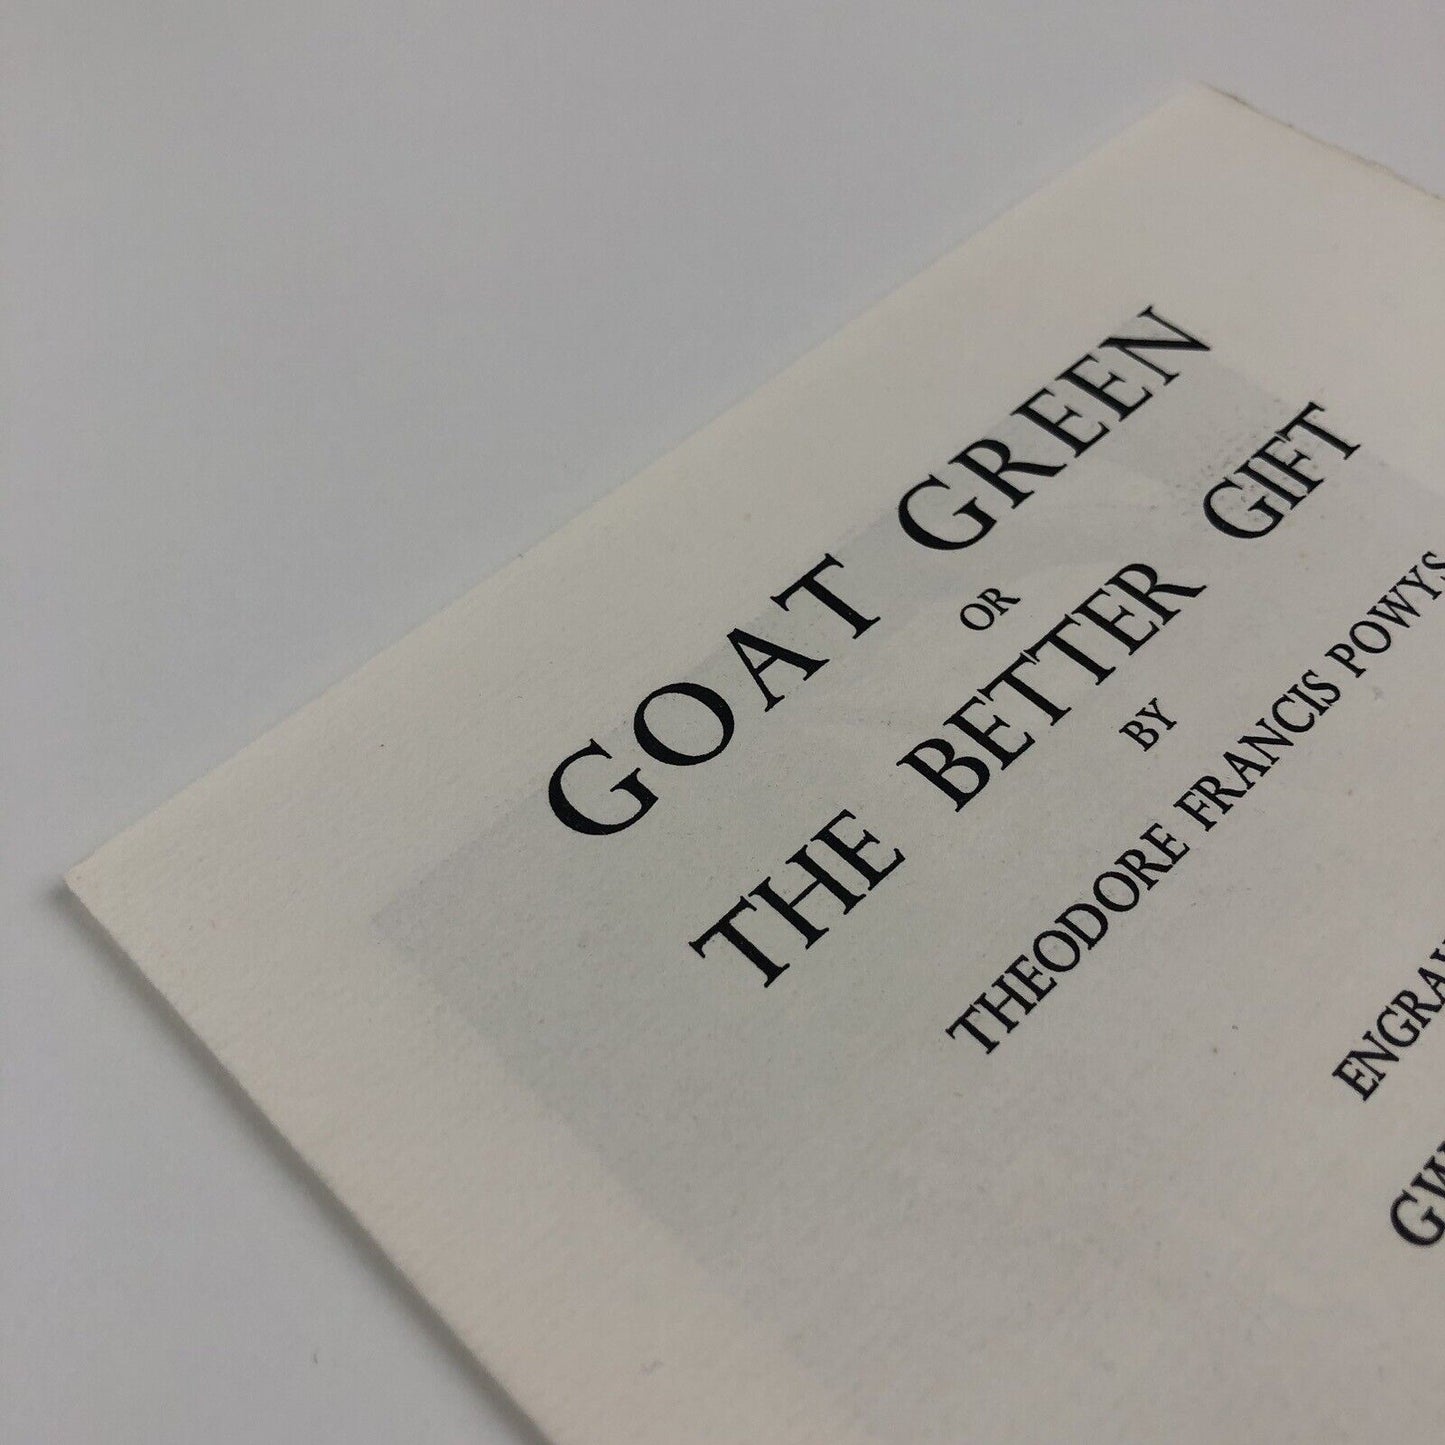 GOAT GREEN
OR
THE BETTER GIFT
BY
THEODORE FRANCIS POWYS